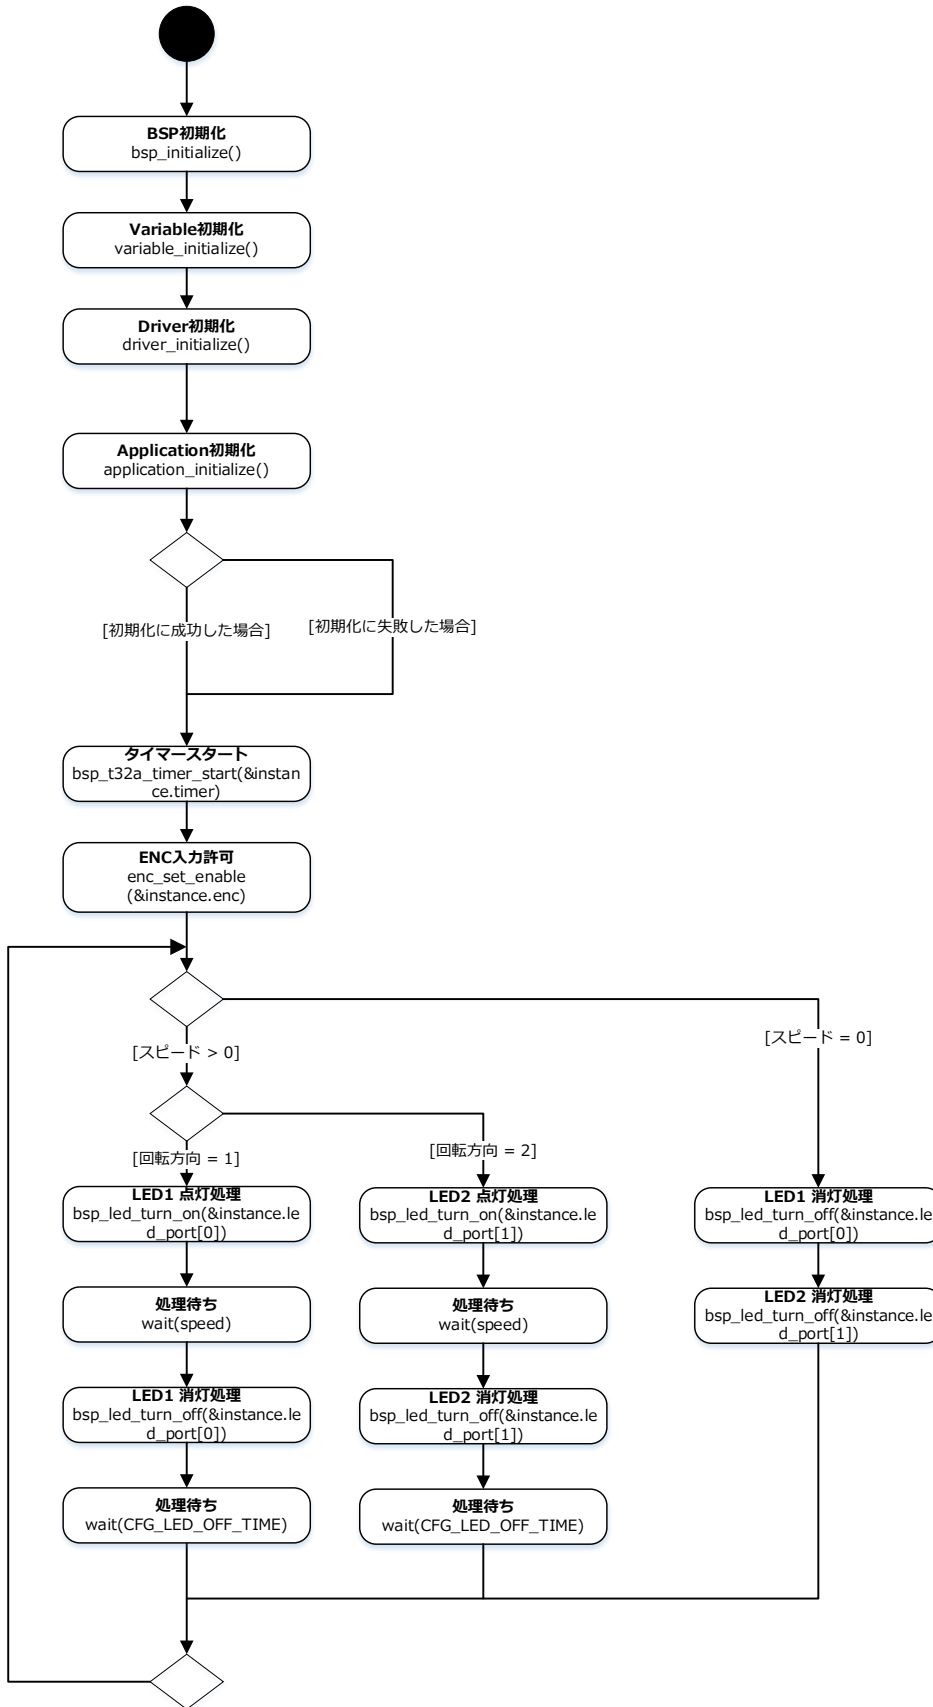 BSP初期化
bsp_initialize()
Variable初期化
variable_initialize()
Driver初期化
driver_initialize()
Application初期化
application_initialize()
[初期化に成功した場合]
[初期化に失敗した場合]
タイマースタート
bsp_t32a_timer_start(&instan
ce.timer)
ENC入力許可
enc_set_enable
(&instance.enc)
[スピード > 0]
[スピード = 0]
[回転方向 = 1]
[回転方向 = 2]
LED1 点灯処理
bsp_led_turn_on(&instance.le
d_port[0])
処理待ち
wait(speed)
LED1 消灯処理
bsp_led_turn_off(&instance.le
d_port[0])
処理待ち
wait(CFG_LED_OFF_TIME)
LED2 点灯処理
bsp_led_turn_on(&instance.le
d_port[1])
処理待ち
wait(speed)
LED2 消灯処理
bsp_led_turn_off(&instance.le
d_port[1])
処理待ち
wait(CFG_LED_OFF_TIME)
LED1 消灯処理
bsp_led_turn_off(&instance.le
d_port[0])
LED2 消灯処理
bsp_led_turn_off(&instance.le
d_port[1])